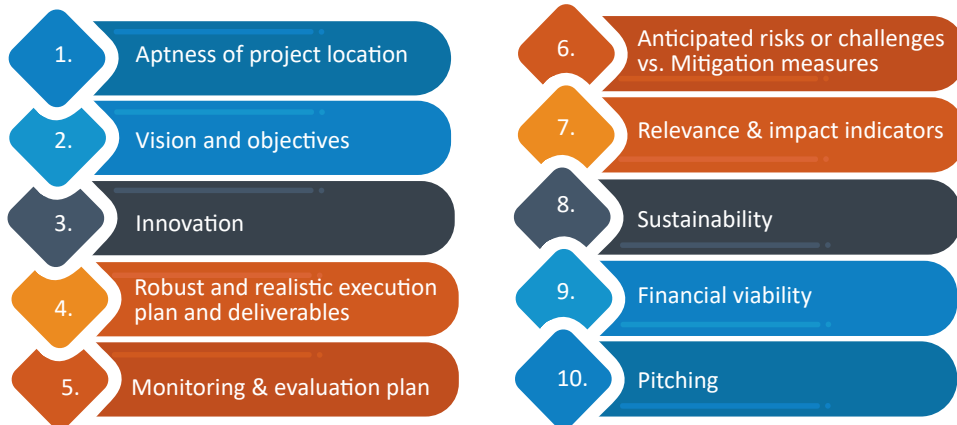 1. Aptness of project location
2. Vision and objectives
3. Innovation
4. Robust and realistic execution
plan and deliverables
5. Monitoring & evaluation plan
6. Anticipated risks or challenges
vs. Mitigation measures
7. Relevance & impact indicators
8. Sustainability
9. Financial viability
10. Pitching